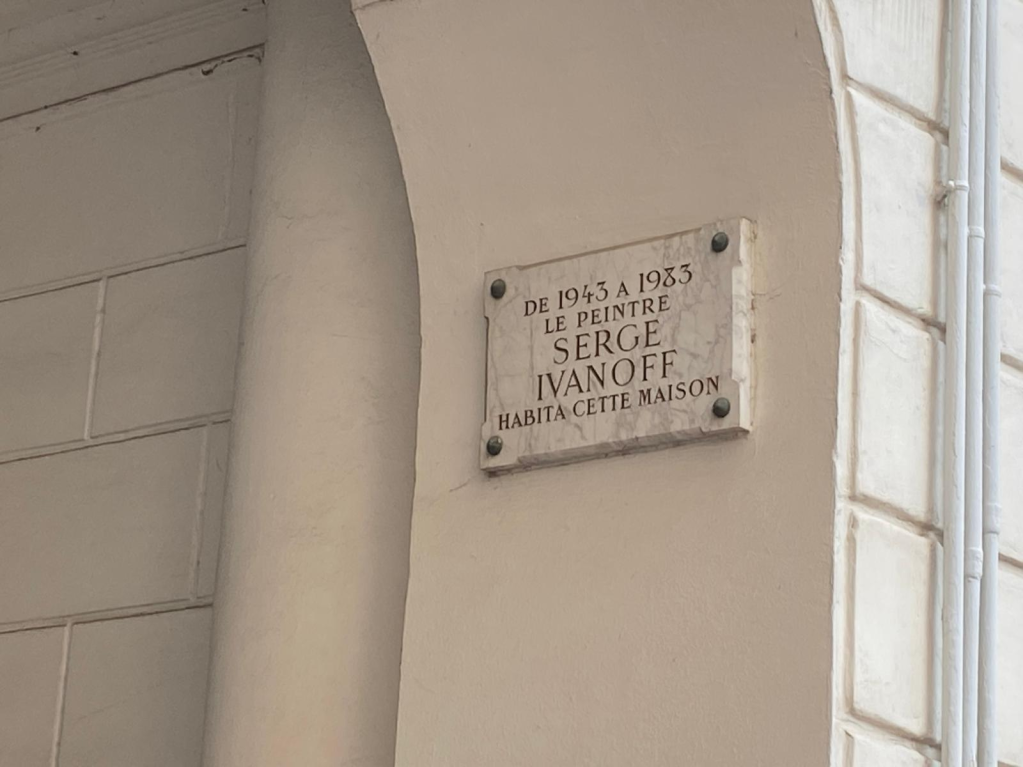 DE 1943 A 1983
LE PEINTRE
SERGE
IVANOFF
HABITA CETTE MAISON